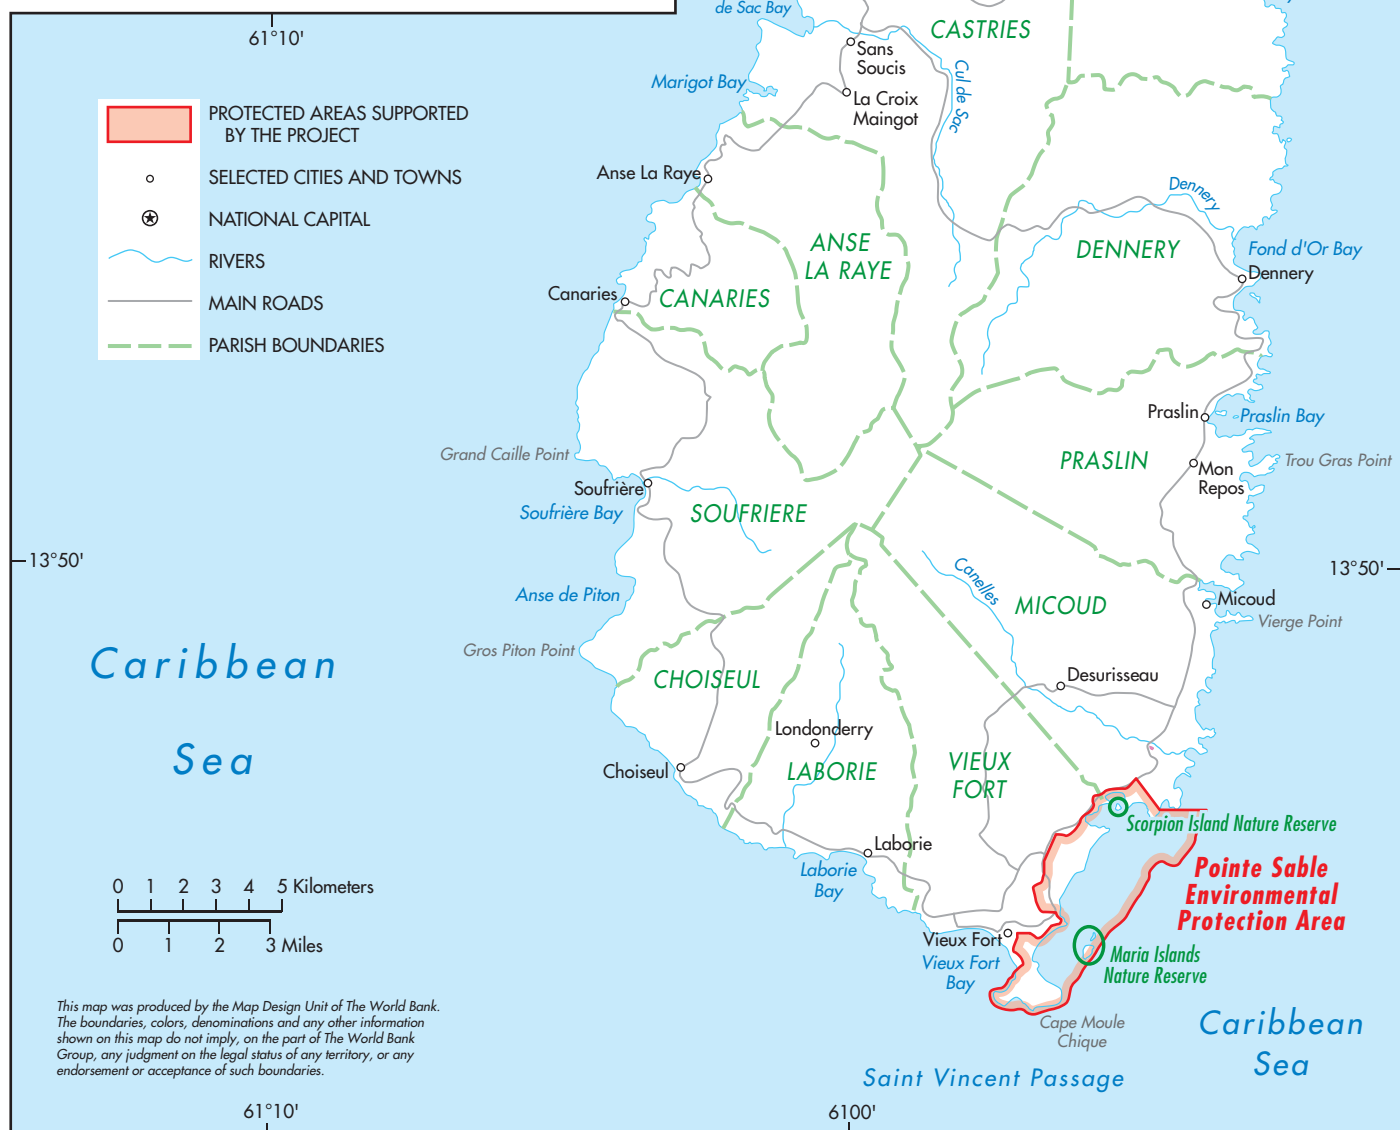 de Sac Bay
CASTRIES
61°10'
Sans
Soucis
Marigot Bay
Cul de Sac
La Croix
Maingot
PROTECTED AREAS SUPPORTED
BY THE PROJECT
SELECTED CITIES AND TOWNS
NATIONAL CAPITAL
RIVERS
MAIN ROADS
PARISH BOUNDARIES
Anse La Raye
Dennery
ANSE
LA RAYE
DENNERY
Fond d'Or Bay
Dennery
Canaries
CANARIES
Praslin
Praslin Bay
Grand Caille Point
PRASLIN
Trou Gras Point
Mon
Repos
Soufrière
Soufrière Bay
SOUFRIERE
13°50'
13°50'
Canelles
Anse de Piton
MICOUD
Micoud
Vierge Point
Gros Piton Point
Caribbean
Sea
CHOISEUL
Desurisseau
Londonderry
VIEUX
FORT
Choiseul
LABORIE
Scorpion Island Nature Reserve
Laborie
Laborie
Bay
Pointe Sable
Environmental
Protection Area
0 1 2 3 4 5 Kilometers
0 1 2 3 Miles
Vieux Fort
Vieux Fort
Bay
Maria Islands
Nature Reserve
This map was produced by the Map Design Unit of The World Bank.
The boundaries, colors, denominations and any other information
shown on this map do not imply, on the part of The World Bank
Group, any judgment on the legal status of any territory, or any
endorsement or acceptance of such boundaries.
Cape Moule
Chique
Caribbean
Sea
Saint Vincent Passage
61°10'
6100'